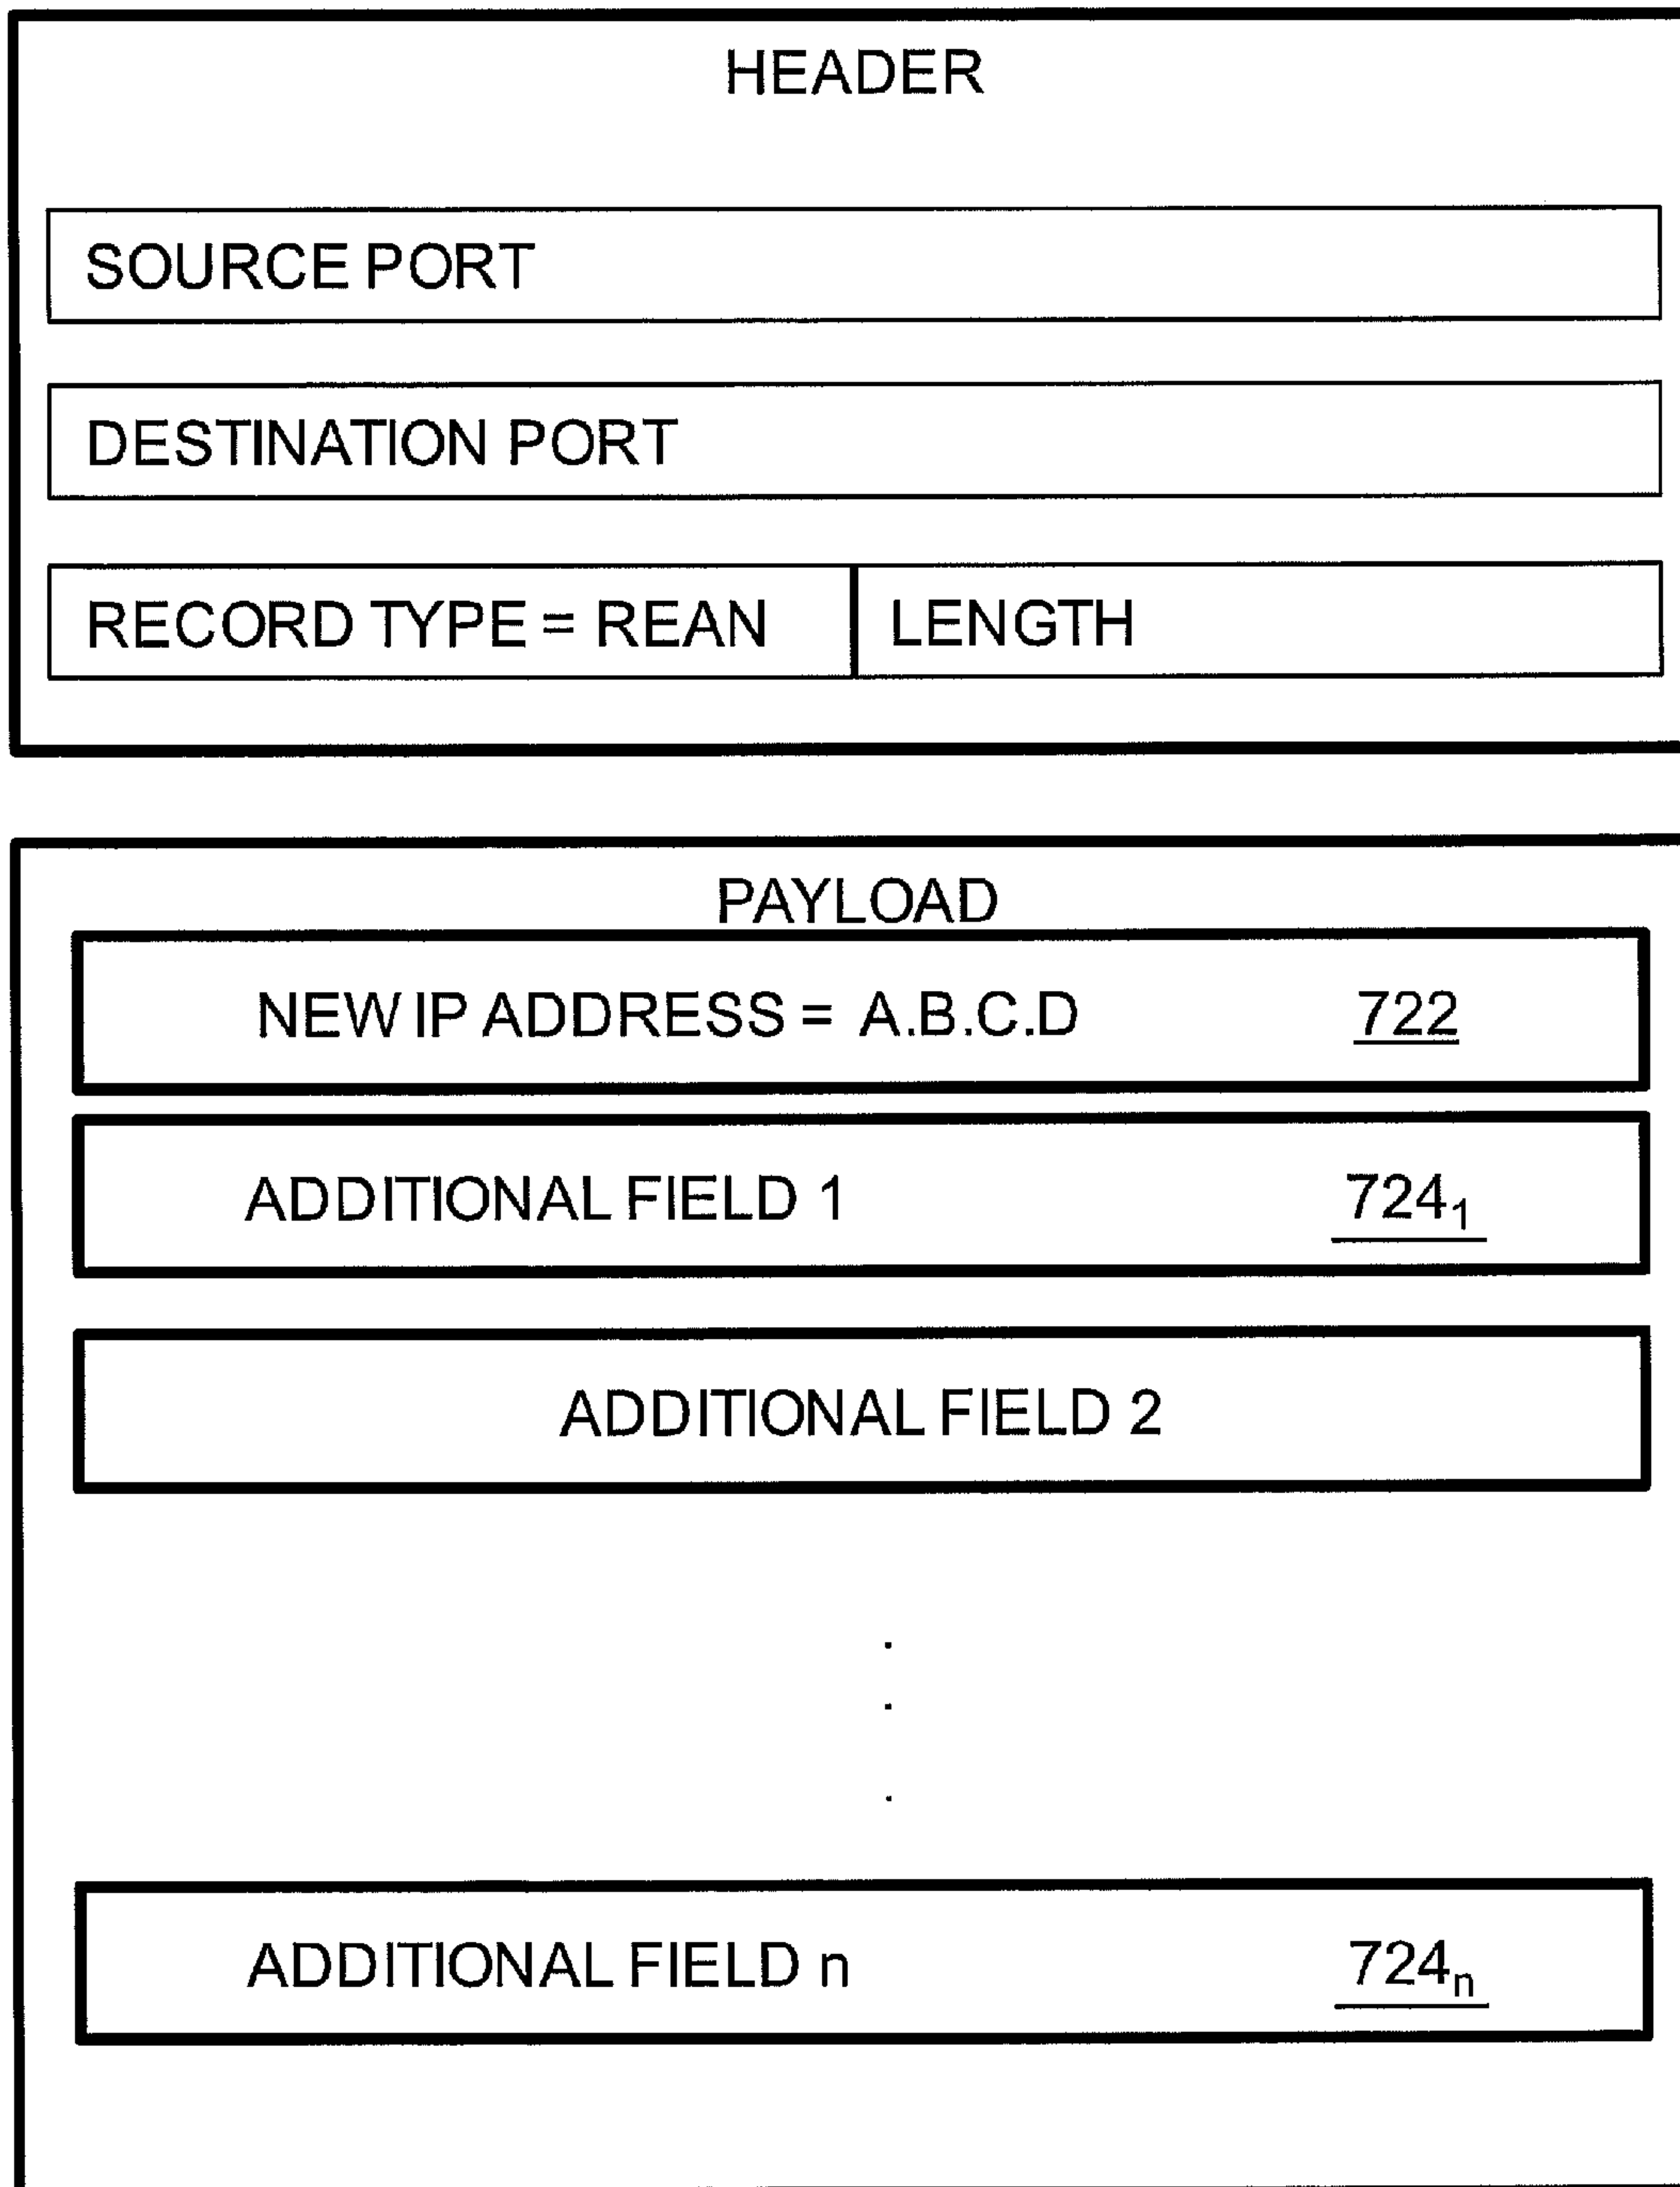 HEADER
SOURCE PORT
DESTINATION PORT
RECORD TYPE = REAN LENGTH
PAYLOAD
NEW IP ADDRESS = A.B.C.D 722
ADDITIONAL FIELD 1 724₁
ADDITIONAL FIELD 2
.
.
.
ADDITIONAL FIELD n 724ₙ